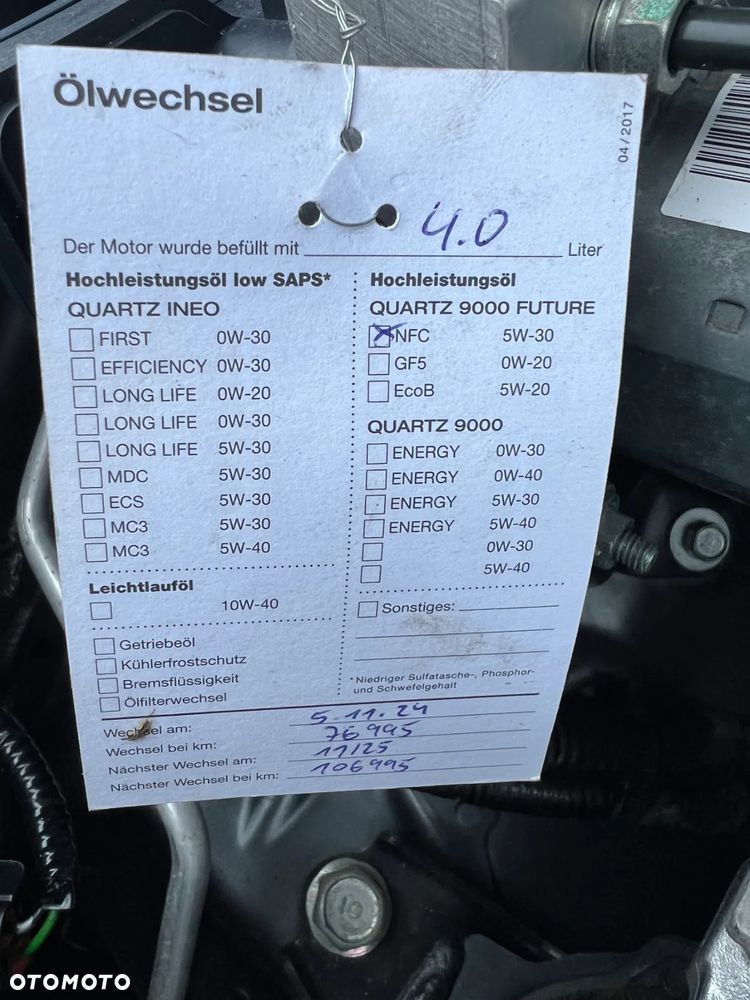 Ölwechsel
04/2017
Der Motor wurde befüllt mit 4.0 Liter
Hochleistungsöl low SAPS*
QUARTZ INEO
FIRST 0W-30
EFFICIENCY 0W-30
LONG LIFE 0W-20
LONG LIFE 0W-30
LONG LIFE 5W-30
MDC 5W-30
ECS 5W-30
MC3 5W-30
MC3 5W-40
Leichtlauföl
10W-40
Getriebeöl
Kühlerfrostschutz
Bremsflüssigkeit
Ölfilterwechsel
Hochleistungsöl
QUARTZ 9000 FUTURE
NFC 5W-30
GF5 0W-20
EcoB 5W-20
QUARTZ 9000
ENERGY 0W-30
ENERGY 0W-40
ENERGY 5W-30
ENERGY 5W-40
0W-30
5W-40
Sonstiges:
*Niedriger Sulfatasche-, Phosphor-
und Schwefelgehalt
Wechsel am: 5.11.24
Wechsel bei km: 76995
Nächster Wechsel am: 11/25
Nächster Wechsel bei km: 106995
10
OTOMOTO